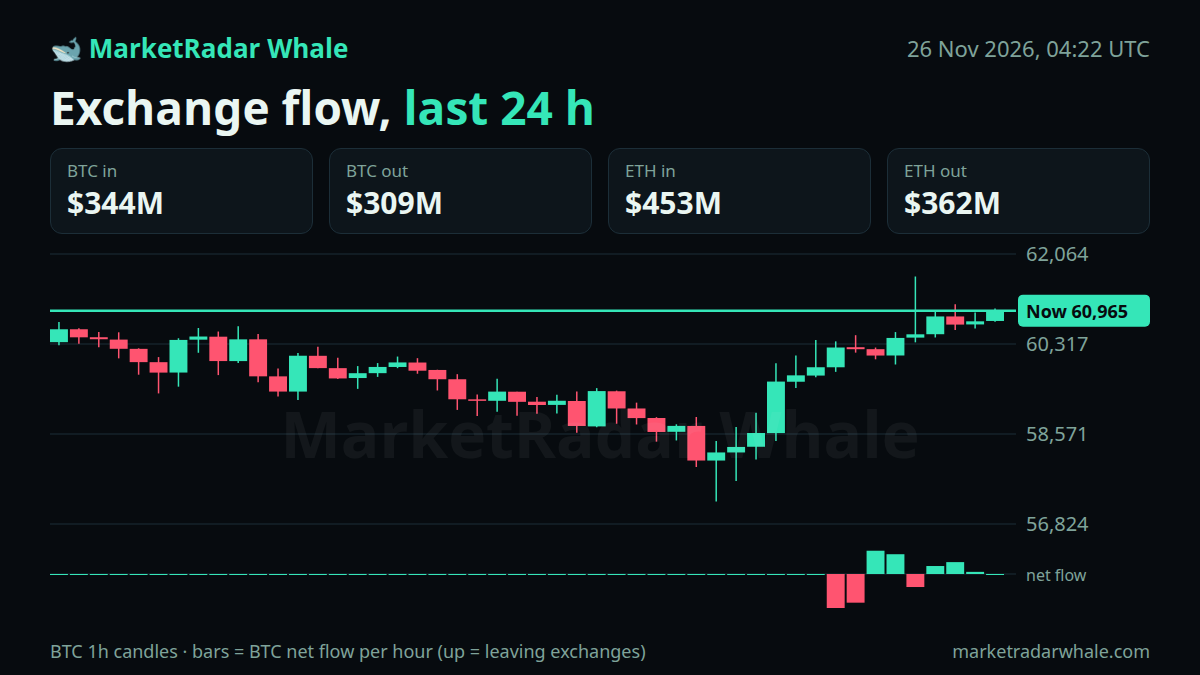 🐳 MarketRadar Whale
26 Nov 2026, 04:22 UTC
Exchange flow, last 24 h
BTC in
$344M
BTC out
$309M
ETH in
$453M
ETH out
$362M
62,064
Now 60,965
60,317
MarketRadar Whale
58,571
56,824
net flow
BTC 1h candles · bars = BTC net flow per hour (up = leaving exchanges)
marketradarwhale.com